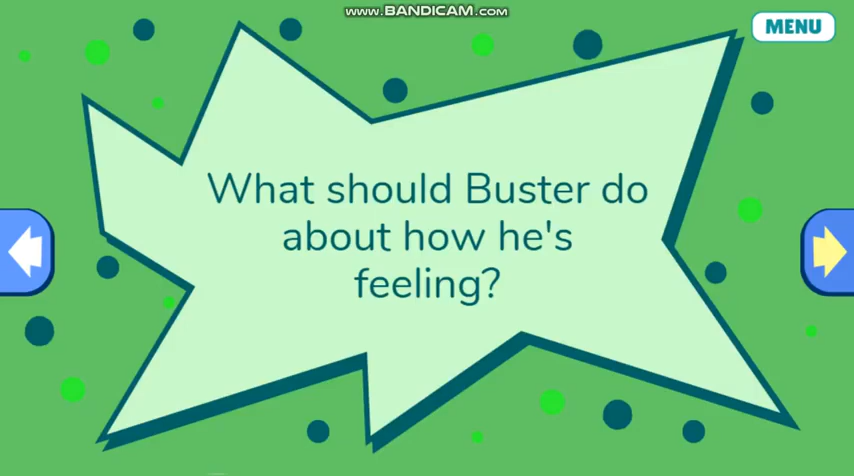 www.BANDICAM.com
MENU
What should Buster do
about how he's
feeling?